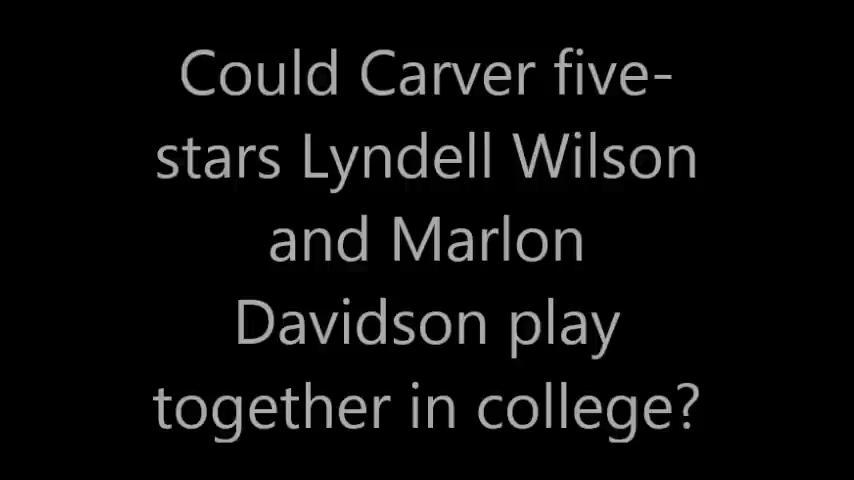 Could Carver five-
stars Lyndell Wilson
and Marlon
Davidson play
together in college?